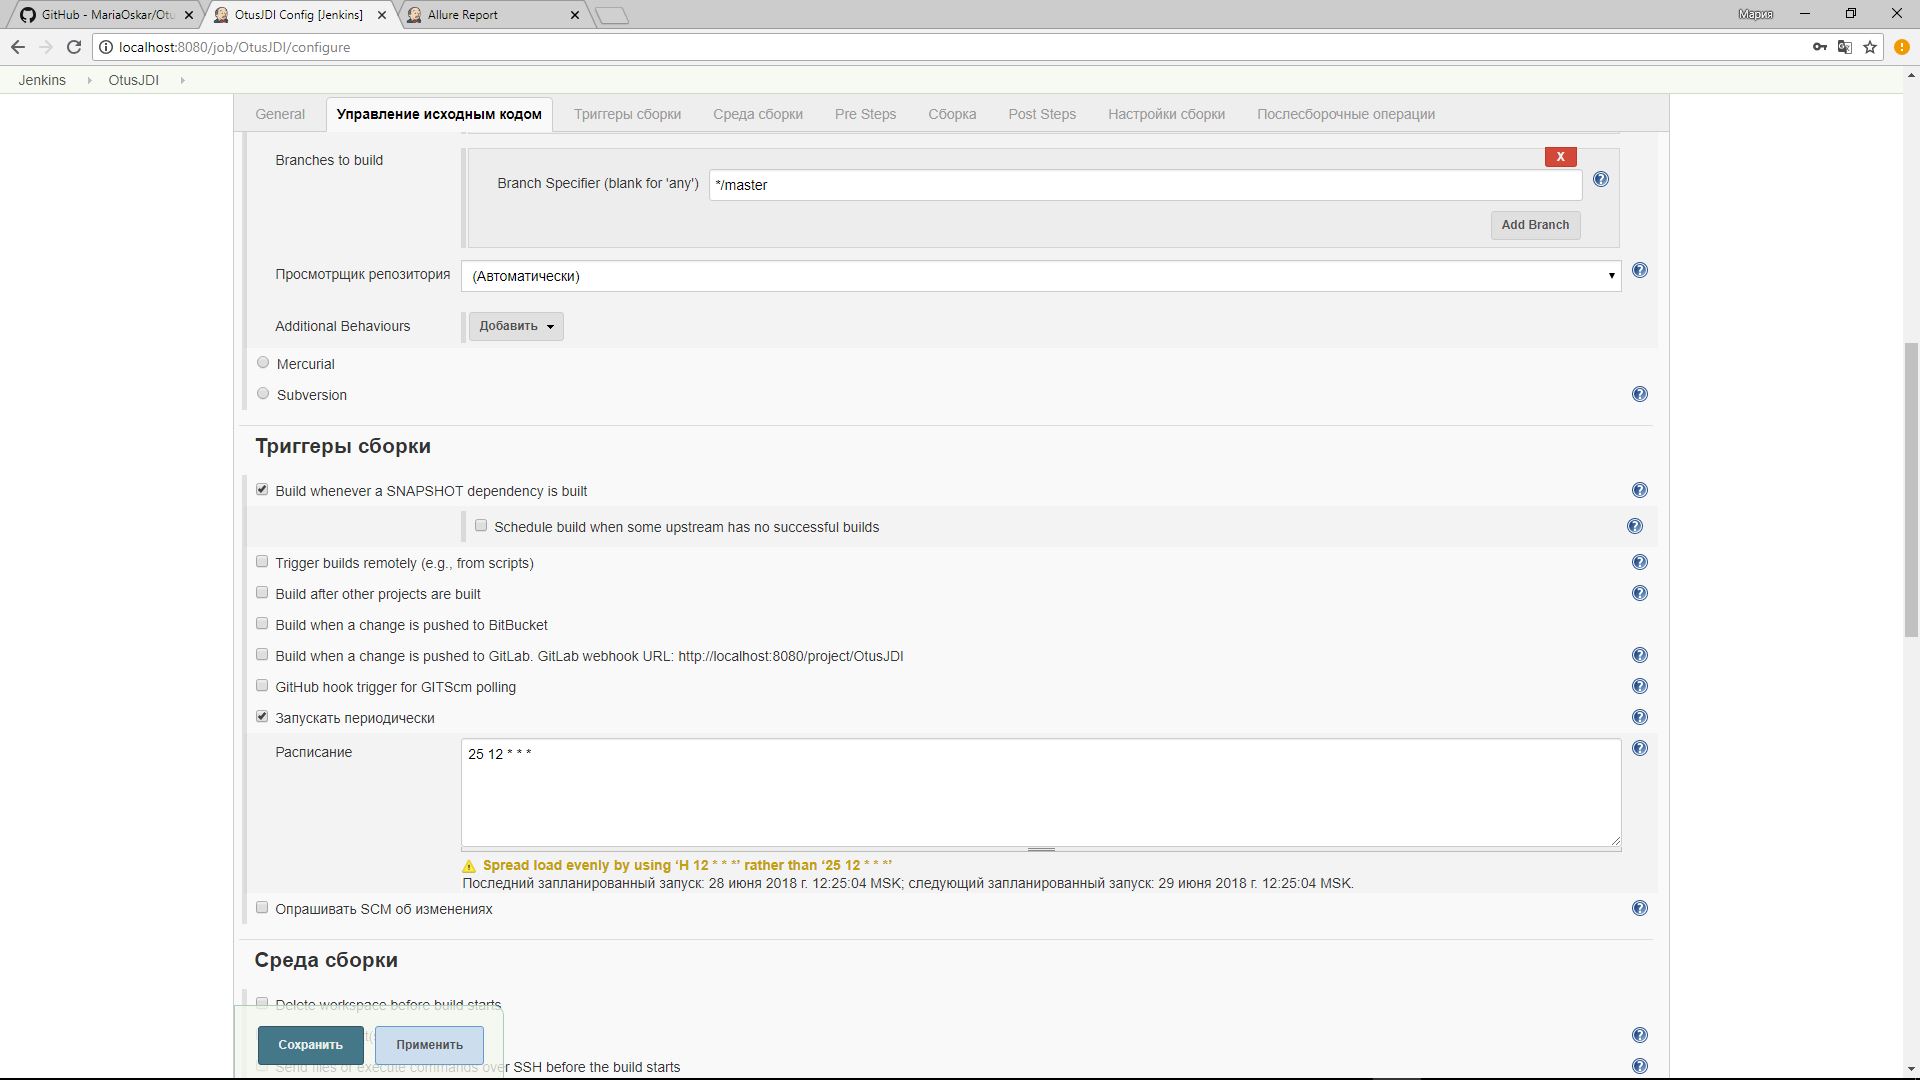 GitHub - MariaOskar/Otu
OtusJDI Config [Jenkins]
Allure Report
Мария
localhost:8080/job/OtusJDI/configure
Jenkins
OtusJDI
General
Управление исходным кодом
Триггеры сборки
Среда сборки
Pre Steps
Сборка
Post Steps
Настройки сборки
Послесборочные операции
Branches to build
X
Branch Specifier (blank for 'any')
*/master
Add Branch
Просмотрщик репозитория
(Автоматически)
Additional Behaviours
Добавить
Mercurial
Subversion
Триггеры сборки
Build whenever a SNAPSHOT dependency is built
Schedule build when some upstream has no successful builds
Trigger builds remotely (e.g., from scripts)
Build after other projects are built
Build when a change is pushed to BitBucket
Build when a change is pushed to GitLab. GitLab webhook URL: http://localhost:8080/project/OtusJDI
GitHub hook trigger for GITScm polling
Запускать периодически
Расписание
25 12 * * *
Spread load evenly by using ‘H 12 * * *’ rather than ‘25 12 * * *’
Последний запланированный запуск: 28 июня 2018 г. 12:25:04 MSK; следующий запланированный запуск: 29 июня 2018 г. 12:25:04 MSK.
Опрашивать SCM об изменениях
Среда сборки
Delete workspace before build starts
Сохранить
Применить
Send files or execute commands over SSH before the build starts